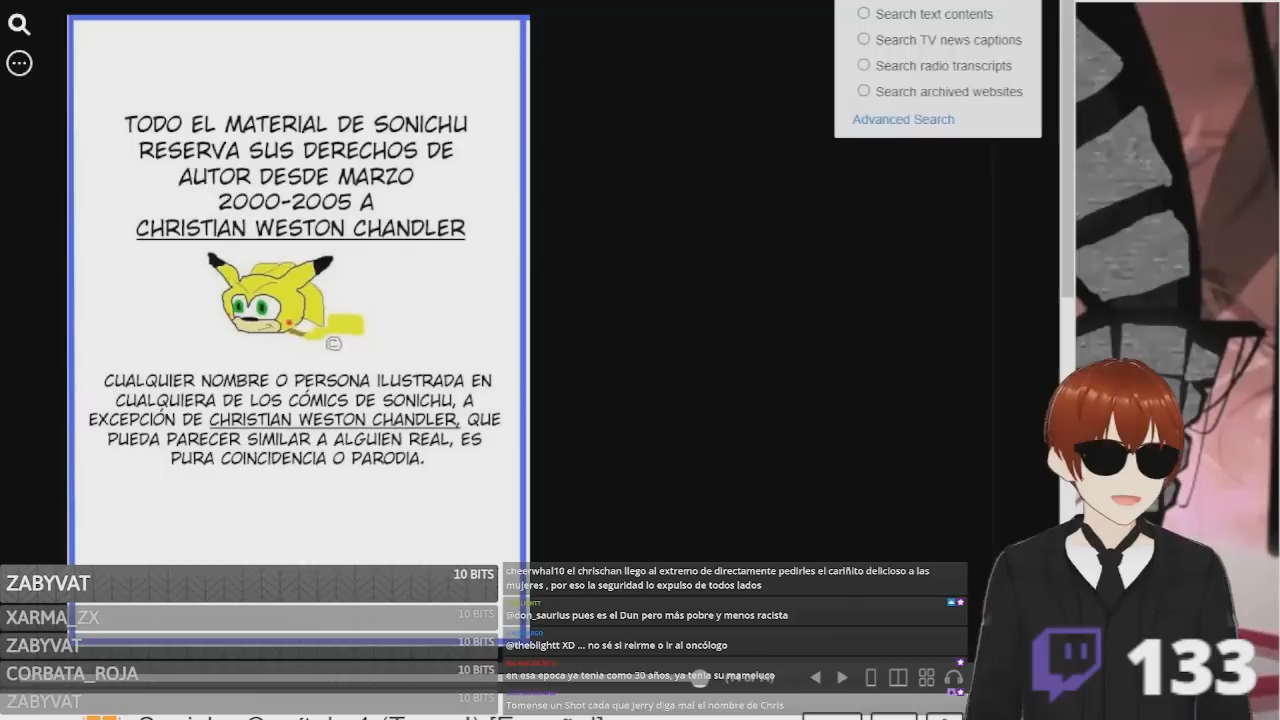 Search text contents
Search TV news captions
Search radio transcripts
Search archived websites
Advanced Search
TODO EL MATERIAL DE SONICHU
RESERVA SUS DERECHOS DE
AUTOR DESDE MARZO
2000-2005 A
CHRISTIAN WESTON CHANDLER
©
CUALQUIER NOMBRE O PERSONA ILUSTRADA EN
CUALQUIERA DE LOS CÓMICS DE SONICHU, A
EXCEPCIÓN DE CHRISTIAN WESTON CHANDLER, QUE
PUEDA PARECER SIMILAR A ALGUIEN REAL, ES
PURA COINCIDENCIA O PARODIA.
ZABYVAT 10 BITS
XARMA_ZX 10 BITS
ZABYVAT 10 BITS
CORBATA_ROJA 10 BITS
ZABYVAT 10 BITS
cheerwhal10 el chrischan llego al extremo de directamente pedirles el cariñito delicioso a las
mujeres , por eso la seguridad lo expulso de todos lados
@don_saurius pues es el Dun pero más pobre y menos racista
@theblightt XD ... no sé si reirme o ir al oncólogo
en esa epoca ya tenia como 30 años, ya tenia su mameluco
Tomense un Shot cada que Jerry diga mal el nombre de Chris
133